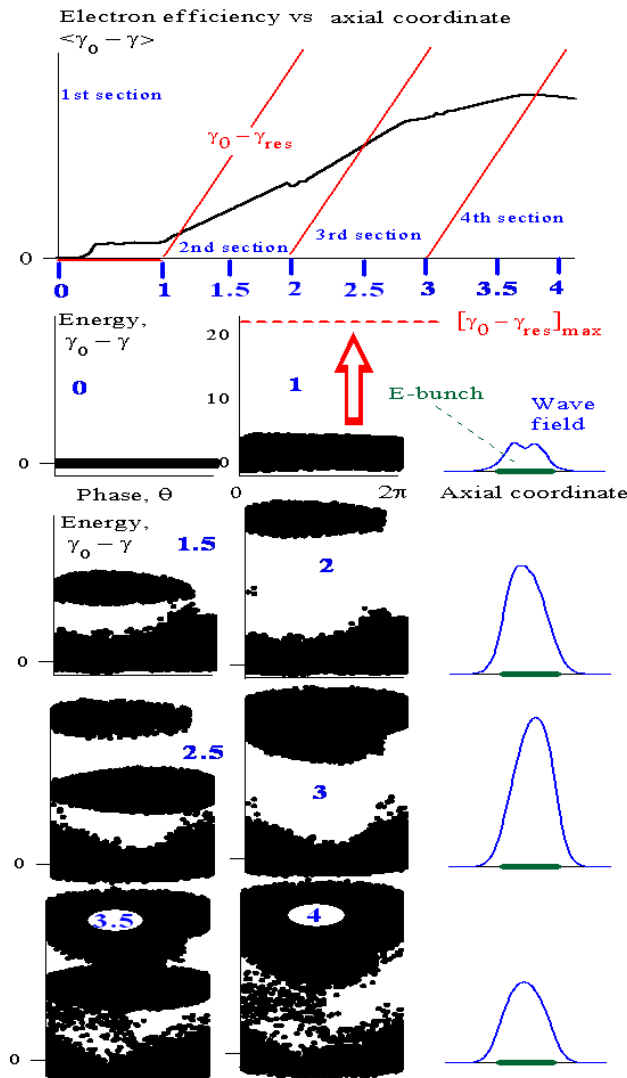 Electron efficiency vs axial coordinate
<γ₀ − γ>
1st section
γ₀ − γ_res
2nd section
3rd section
4th section
0
0 1 1.5 2 2.5 3 3.5 4
Energy,
γ₀ − γ
0
0
20
10
0
1
[γ₀ − γ_res]_max
E-bunch
Wave
field
Phase, Θ
0 2π
Axial coordinate
Energy,
γ₀ − γ
1.5
0
2
2.5
0
3
3.5
0
4